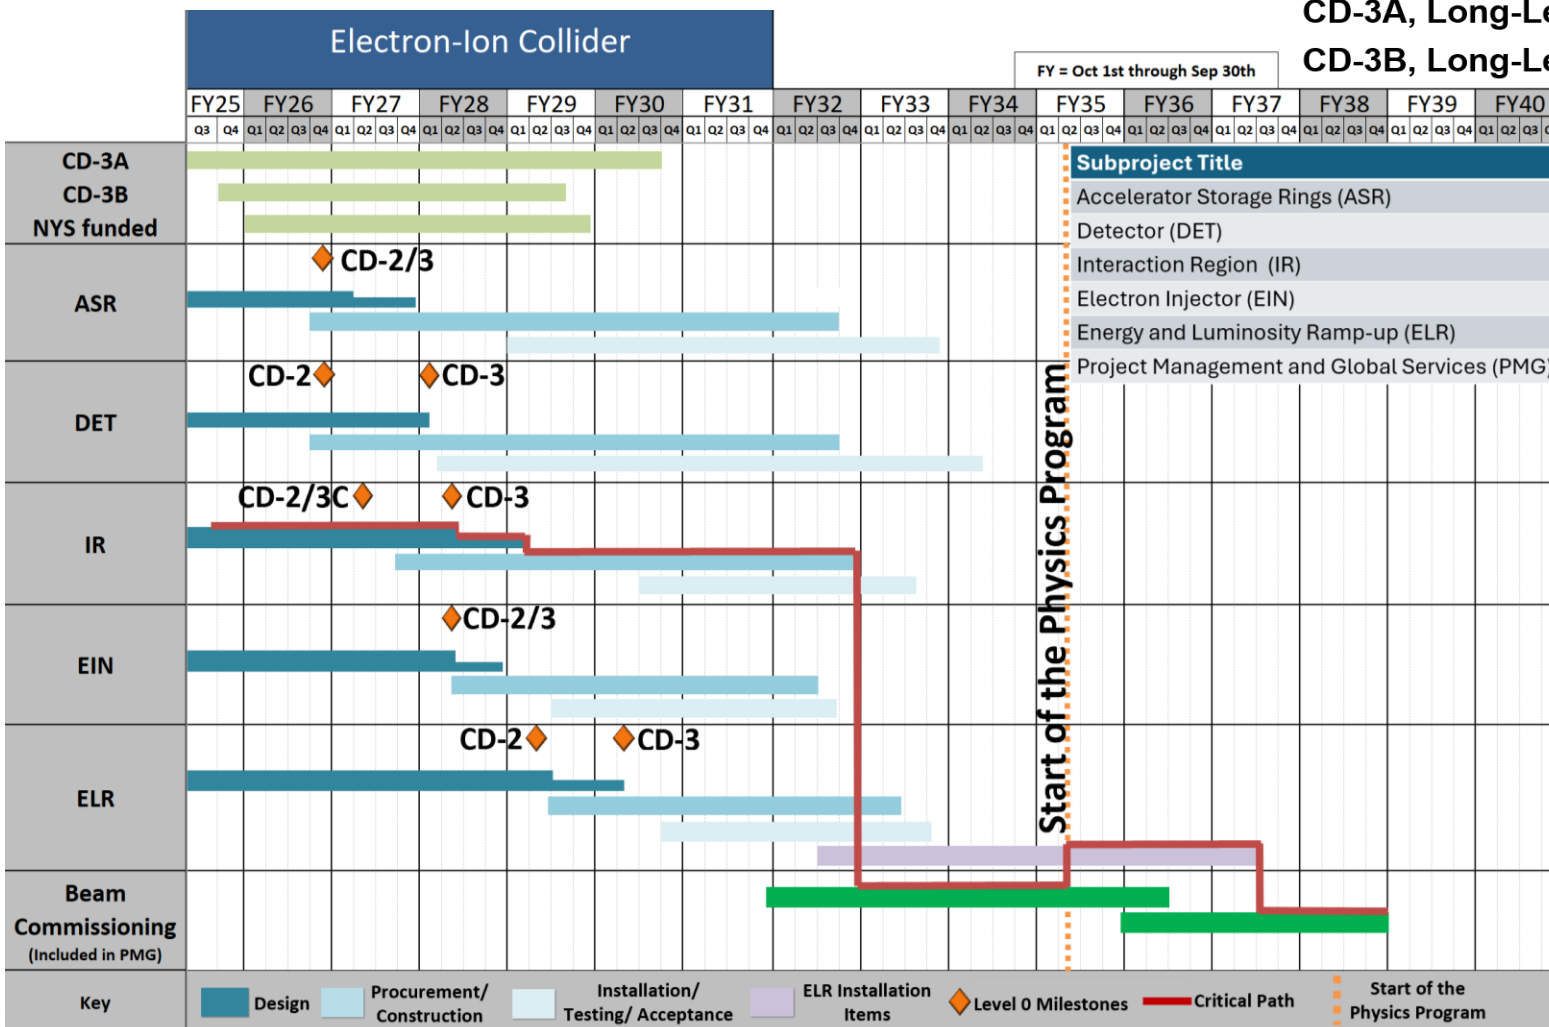 CD-3A, Long-Le
CD-3B, Long-Le
Electron-Ion Collider
FY = Oct 1st through Sep 30th
FY25 FY26 FY27 FY28 FY29 FY30 FY31 FY32 FY33 FY34 FY35 FY36 FY37 FY38 FY39 FY40
Q3 Q4 Q1 Q2 Q3 Q4 Q1 Q2 Q3 Q4 Q1 Q2 Q3 Q4 Q1 Q2 Q3 Q4 Q1 Q2 Q3 Q4 Q1 Q2 Q3 Q4 Q1 Q2 Q3 Q4 Q1 Q2 Q3 Q4 Q1 Q2 Q3 Q4 Q1 Q2 Q3 Q4 Q1 Q2 Q3 Q4 Q1 Q2 Q3 Q4 Q1 Q2 Q3 Q4 Q1 Q2 Q3 Q4 Q1 Q2 Q3
CD-3A
CD-3B
NYS funded
Subproject Title
Accelerator Storage Rings (ASR)
Detector (DET)
Interaction Region (IR)
Electron Injector (EIN)
Energy and Luminosity Ramp-up (ELR)
Project Management and Global Services (PMG)
CD-2/3
ASR
CD-2 CD-3
DET
CD-2/3C CD-3
IR
CD-2/3
EIN
CD-2 CD-3
ELR
Start of the Physics Program
Beam
Commissioning
(Included in PMG)
Key
Design
Procurement/
Construction
Installation/
Testing/ Acceptance
ELR Installation
Items
Level 0 Milestones
Critical Path
Start of the
Physics Program